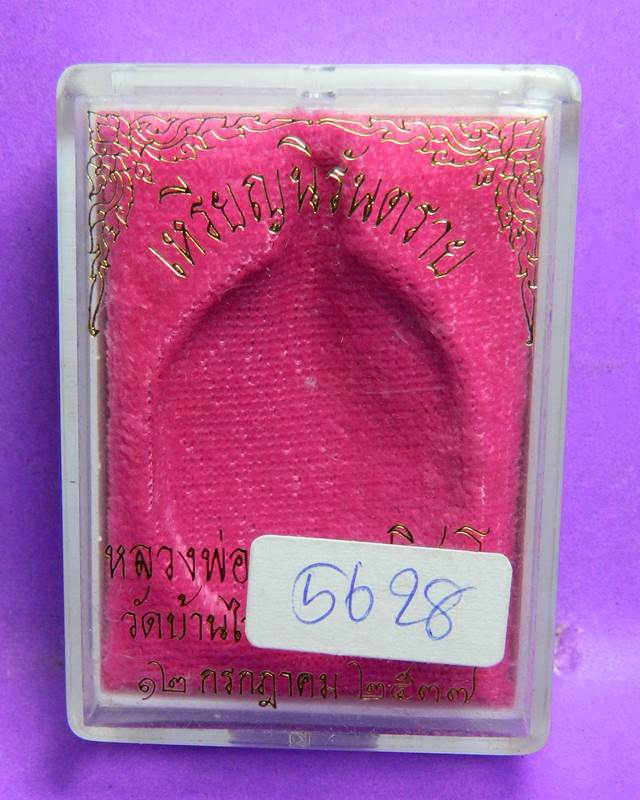 เหรียญนิรันตราย
หลวงพ่อ
วัดบ้าน
5628
๑๒ กรกฎาคม ๒๕๓๗